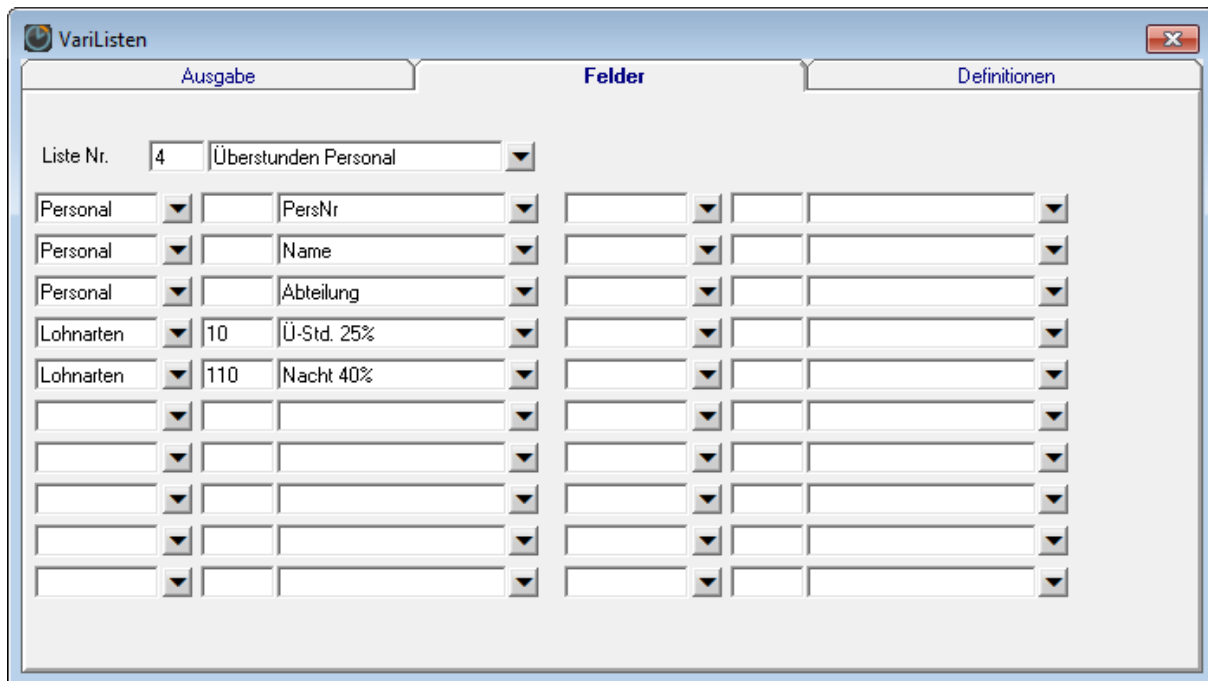 VariListen
Ausgabe Felder Definitionen
Liste Nr. 4 Überstunden Personal
Personal PersNr
Personal Name
Personal Abteilung
Lohnarten 10 Ü-Std. 25%
Lohnarten 110 Nacht 40%